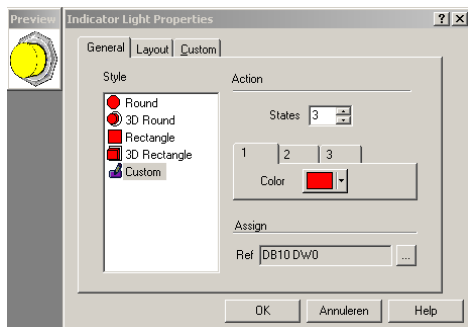 Preview
Indicator Light Properties
General Layout Custom
Style
Round
3D Round
Rectangle
3D Rectangle
Custom
Action
States 3
1 2 3
Color
Assign
Ref DB10 DW0 ...
OK Annuleren Help